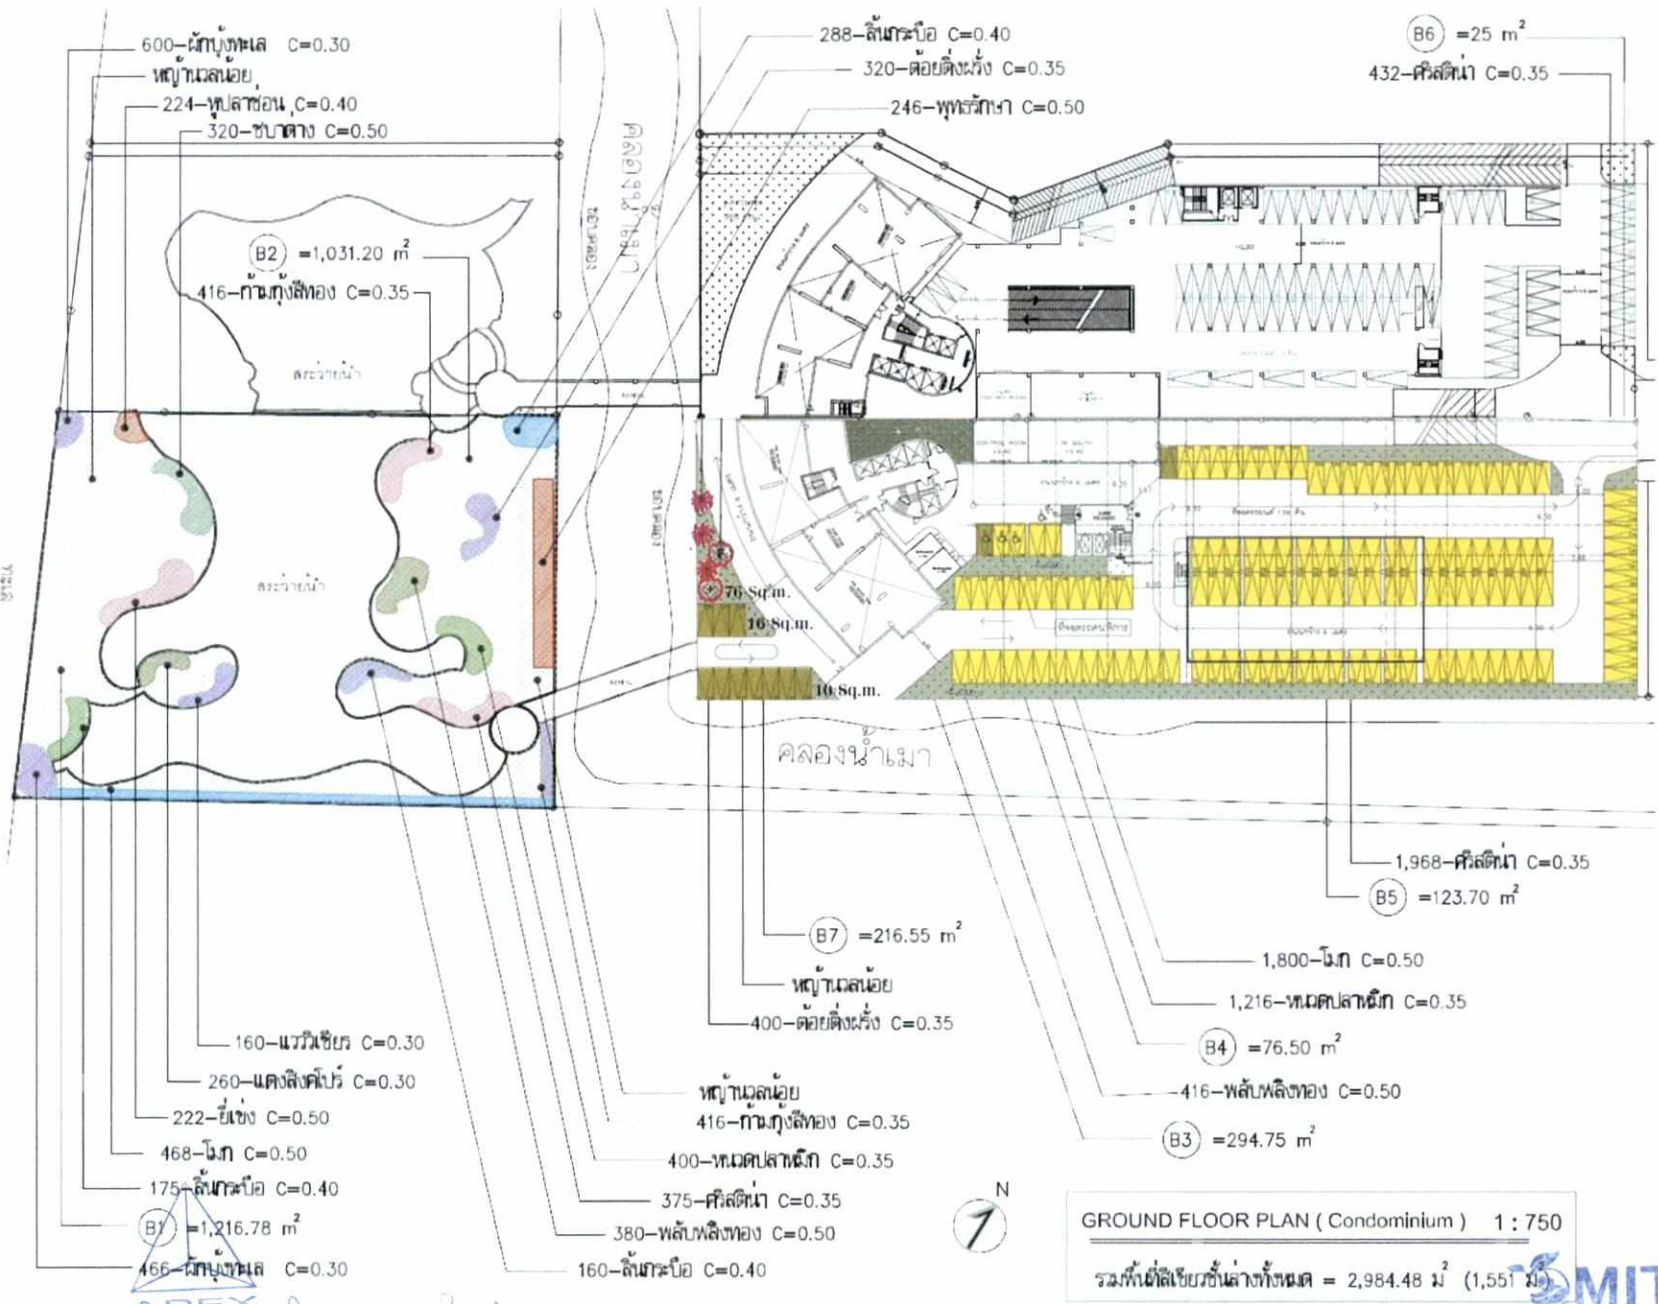 600-ผักบุ้งทะเล C=0.30
หญ้านวลน้อย
224-หูปลาช่อน C=0.40
320-ชบาด่าง C=0.50
288-ลิ้นกระบือ C=0.40
320-ต้อยติ่งฝรั่ง C=0.35
246-พุทธรักษา C=0.50
B6 =25 m²
432-คริสติน่า C=0.35
คลองน้ำเมา
B2 =1,031.20 m²
416-ก้ามกุ้งสีทอง C=0.35
สระว่ายน้ำ
สระว่ายน้ำ
ทะเล
76 Sq.m.
16 Sq.m.
10 Sq.m.
คลองน้ำเมา
1,968-คริสติน่า C=0.35
B5 =123.70 m²
B7 =216.55 m²
หญ้านวลน้อย
400-ต้อยติ่งฝรั่ง C=0.35
1,800-โมก C=0.50
1,216-หนวดปลาหมึก C=0.35
B4 =76.50 m²
416-พลับพลึงทอง C=0.50
B3 =294.75 m²
160-แววิเชียร C=0.30
260-แดงสิงคโปร์ C=0.30
222-ยี่เข่ง C=0.50
468-โมก C=0.50
175-ลิ้นกระบือ C=0.40
B1 =1,216.78 m²
466-ผักบุ้งทะเล C=0.30
หญ้านวลน้อย
416-ก้ามกุ้งสีทอง C=0.35
400-หนวดปลาหมึก C=0.35
375-คริสติน่า C=0.35
380-พลับพลึงทอง C=0.50
160-ลิ้นกระบือ C=0.40
N
GROUND FLOOR PLAN ( Condominium ) 1 : 750
รวมพื้นที่สีเขียวชั้นล่างทั้งหมด = 2,984.48 ม² (1,551